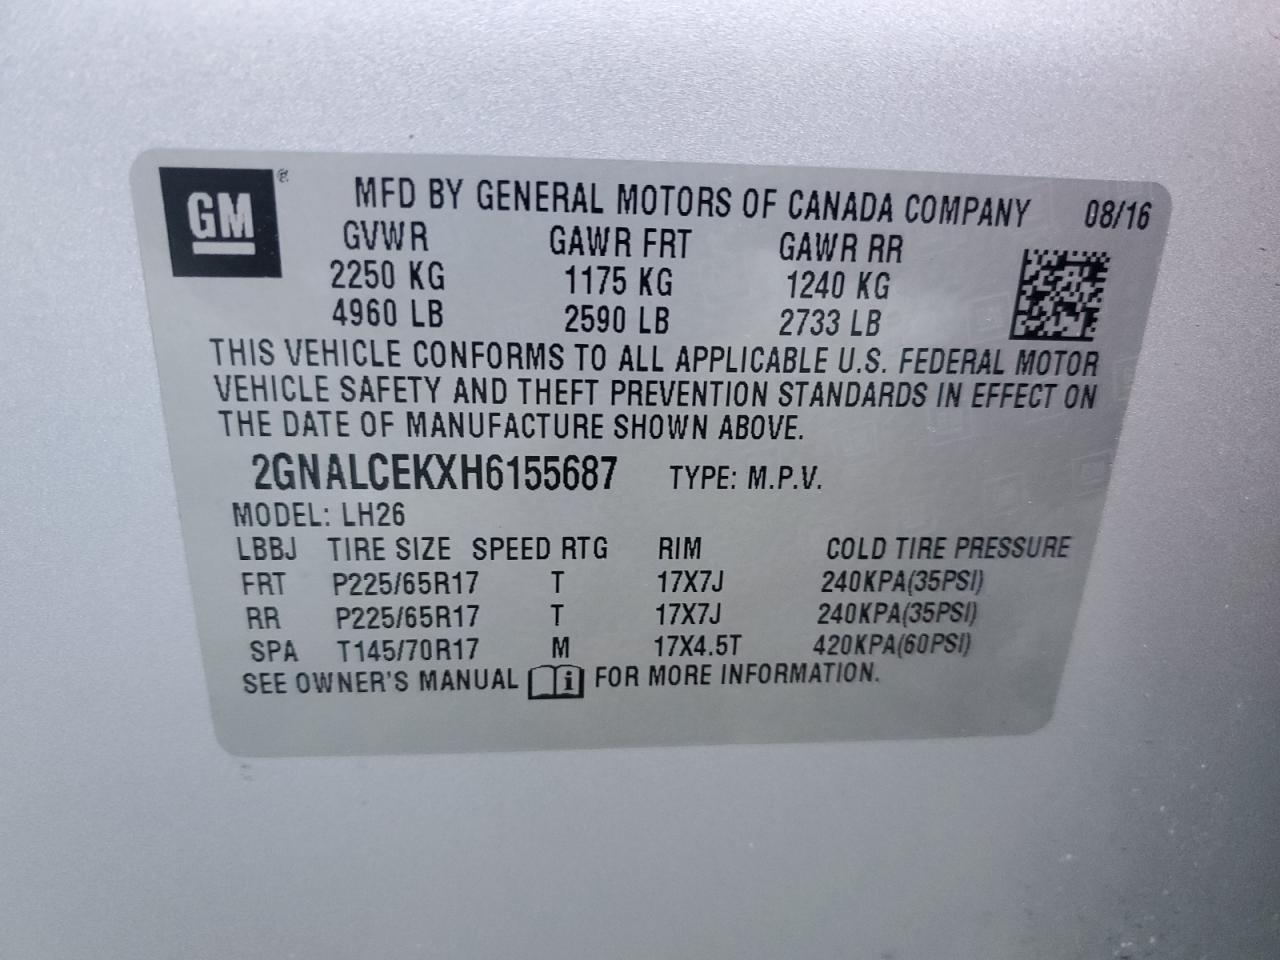 GM®
MFD BY GENERAL MOTORS OF CANADA COMPANY 08/16
GVWR GAWR FRT GAWR RR
2250 KG 1175 KG 1240 KG
4960 LB 2590 LB 2733 LB
THIS VEHICLE CONFORMS TO ALL APPLICABLE U.S. FEDERAL MOTOR
VEHICLE SAFETY AND THEFT PREVENTION STANDARDS IN EFFECT ON
THE DATE OF MANUFACTURE SHOWN ABOVE.
2GNALCEKXH6155687 TYPE: M.P.V.
MODEL: LH26
LBBJ TIRE SIZE SPEED RTG RIM COLD TIRE PRESSURE
FRT P225/65R17 T 17X7J 240KPA(35PSI)
RR P225/65R17 T 17X7J 240KPA(35PSI)
SPA T145/70R17 M 17X4.5T 420KPA(60PSI)
SEE OWNER'S MANUAL i FOR MORE INFORMATION.